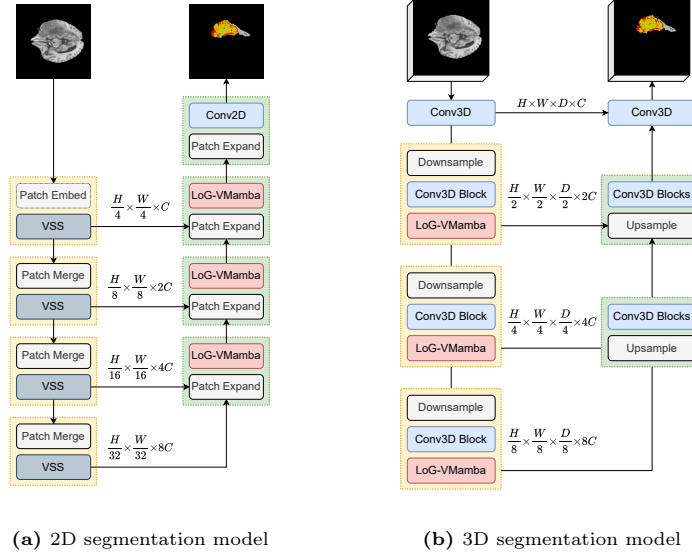 Patch Embed
VSS
Patch Merge
VSS
Patch Merge
VSS
Patch Merge
VSS
H/4 × W/4 × C
H/8 × W/8 × 2C
H/16 × W/16 × 4C
H/32 × W/32 × 8C
Conv2D
Patch Expand
LoG-VMamba
Patch Expand
LoG-VMamba
Patch Expand
LoG-VMamba
Patch Expand
(a) 2D segmentation model
Conv3D
H×W×D×C
Conv3D
Downsample
Conv3D Block
LoG-VMamba
H/2 × W/2 × D/2 × 2C
Conv3D Blocks
Upsample
Downsample
Conv3D Block
LoG-VMamba
H/4 × W/4 × D/4 × 4C
Conv3D Blocks
Upsample
Downsample
Conv3D Block
LoG-VMamba
H/8 × W/8 × D/8 × 8C
(b) 3D segmentation model